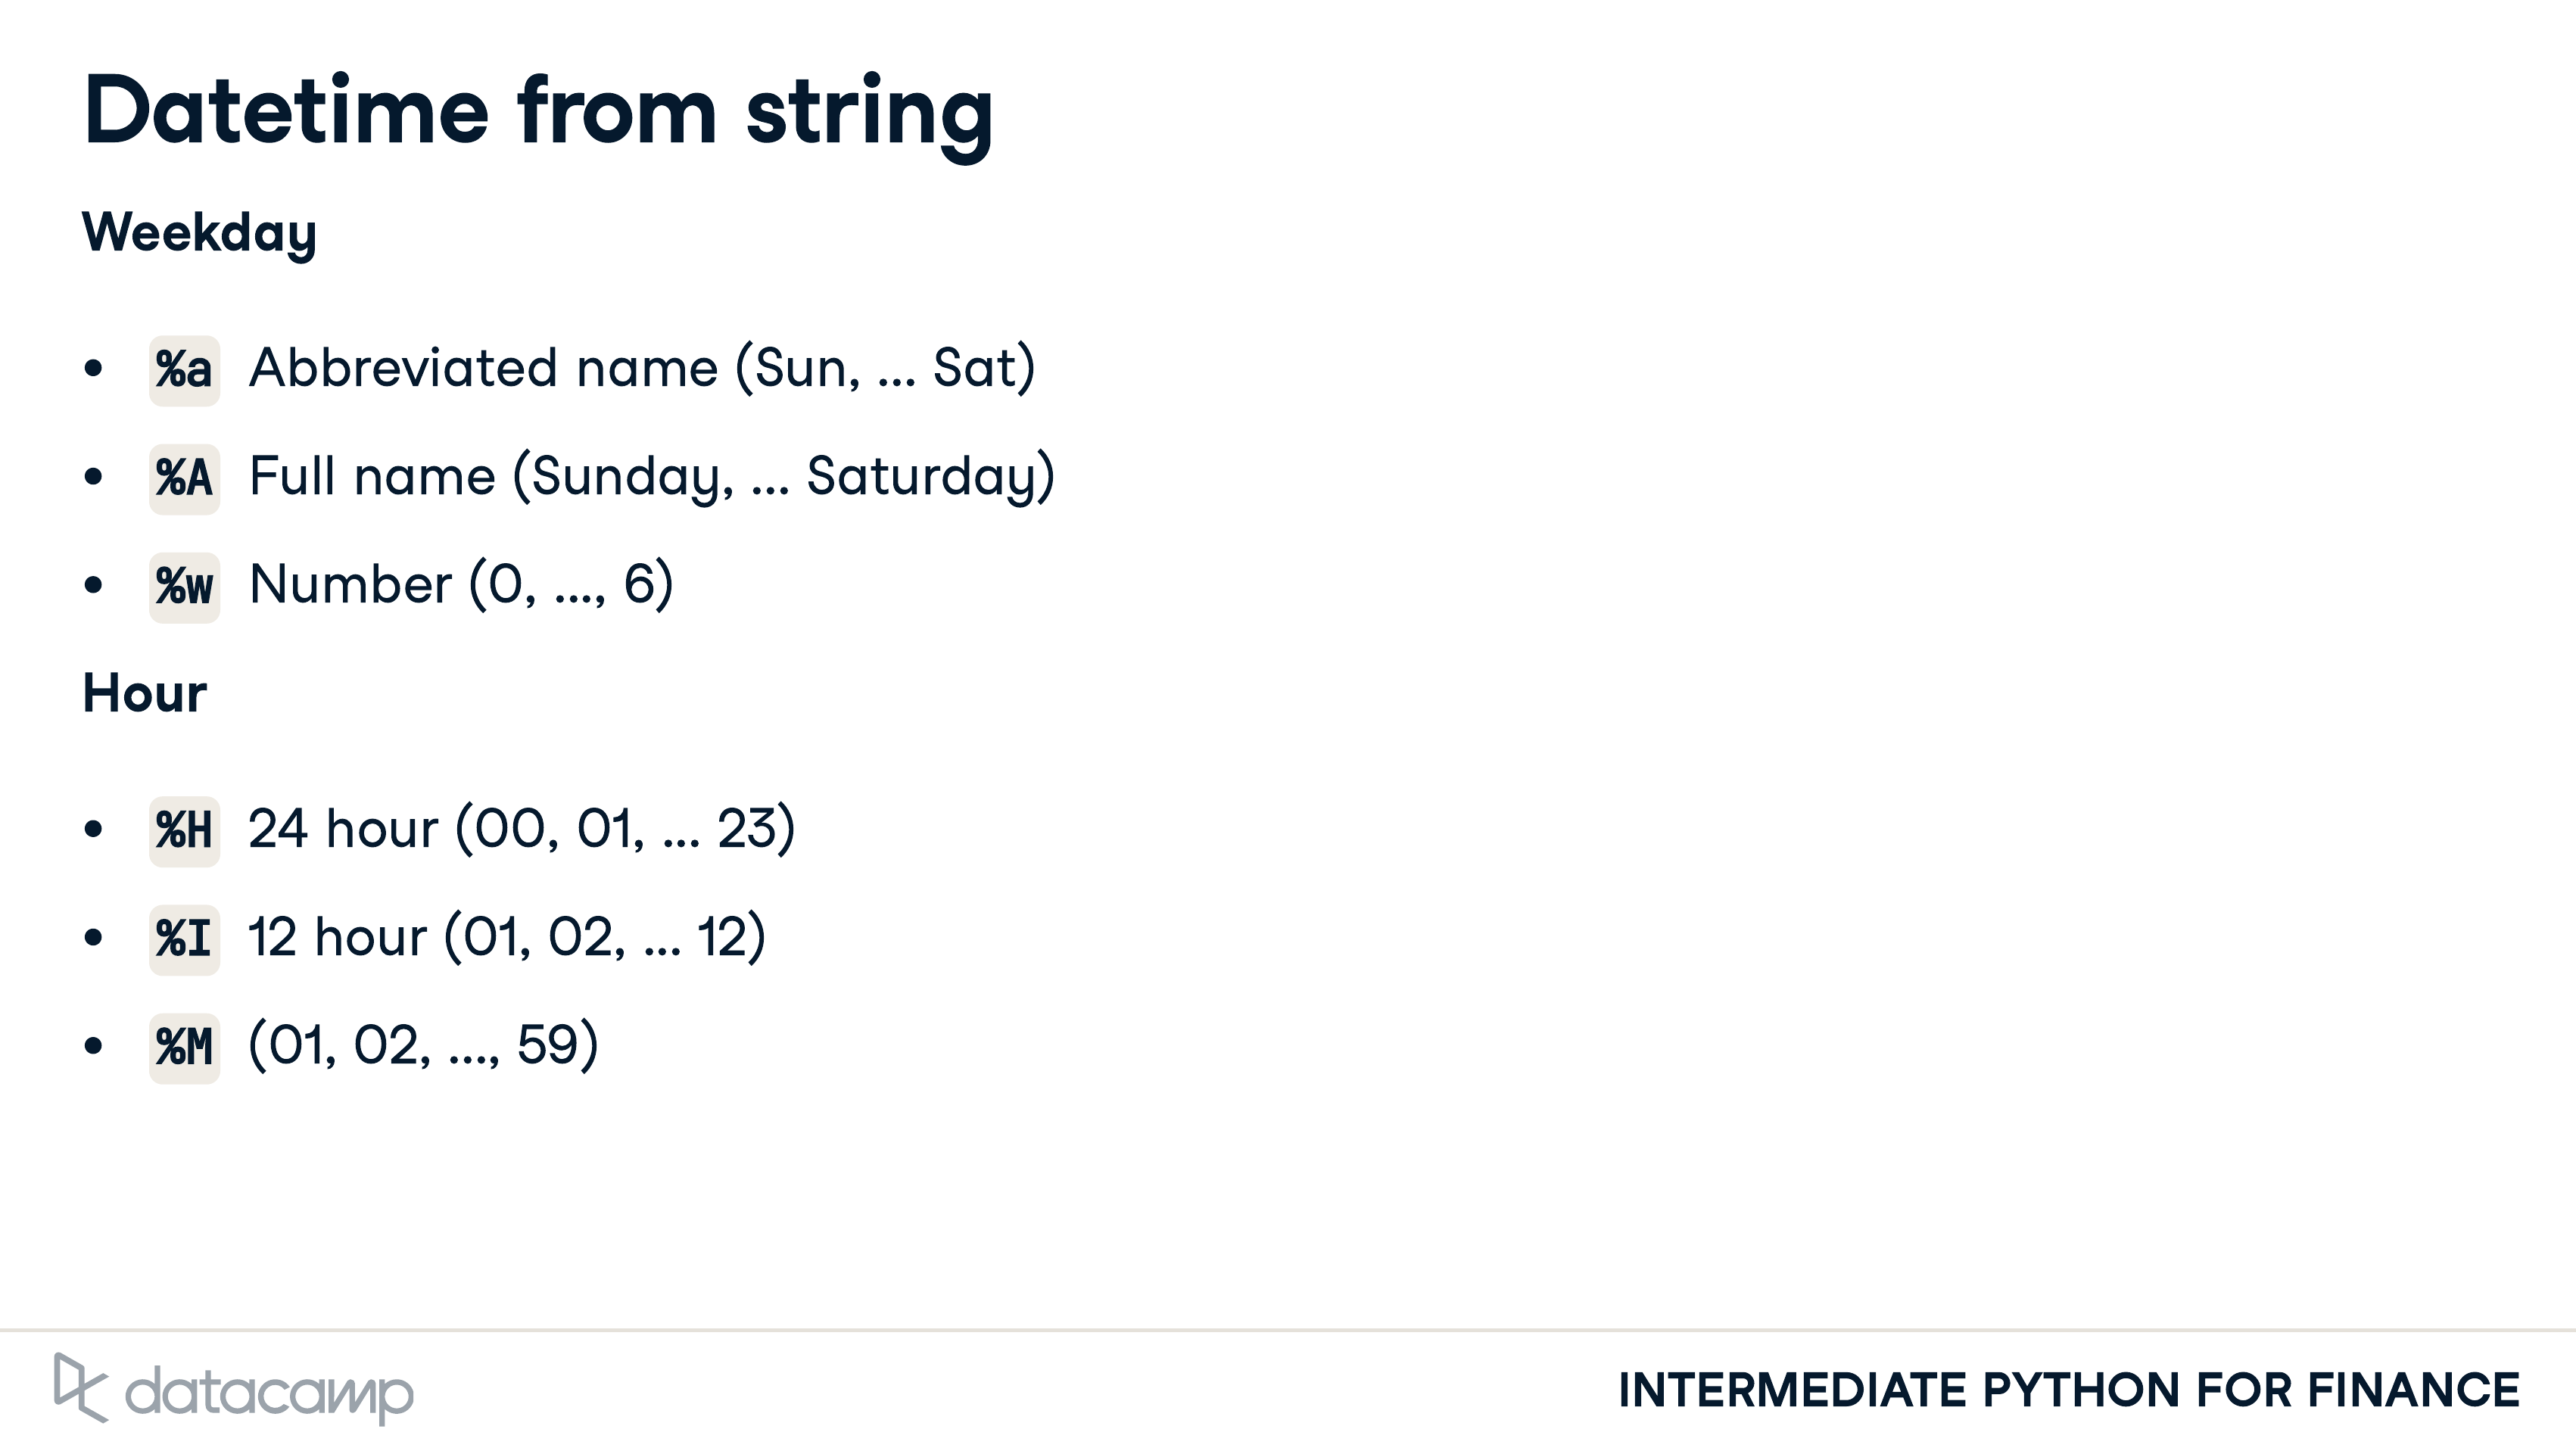 Datetime from string
Weekday
• %a Abbreviated name (Sun, ... Sat)
• %A Full name (Sunday, ... Saturday)
• %w Number (0, ..., 6)
Hour
• %H 24 hour (00, 01, ... 23)
• %I 12 hour (01, 02, ... 12)
• %M (01, 02, ..., 59)
datacamp
INTERMEDIATE PYTHON FOR FINANCE